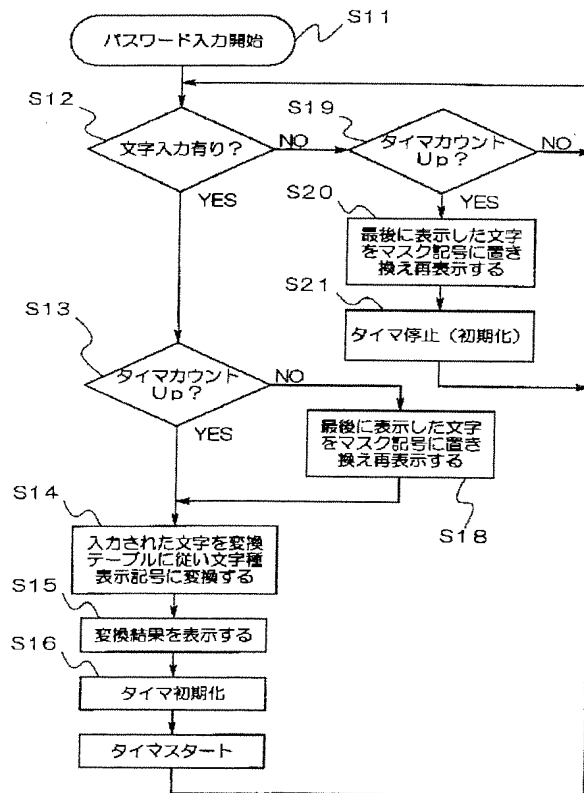 S11
パスワード入力開始
S12
文字入力有り？
NO
YES
S19
タイマカウント
Up？
NO
YES
S20
最後に表示した文字
をマスク記号に置き
換え再表示する
S21
タイマ停止（初期化）
S13
タイマカウント
Up？
NO
YES
最後に表示した文字
をマスク記号に置き
換え再表示する
S18
S14
入力された文字を変換
テーブルに従い文字種
表示記号に変換する
S15
変換結果を表示する
S16
タイマ初期化
タイマスタート